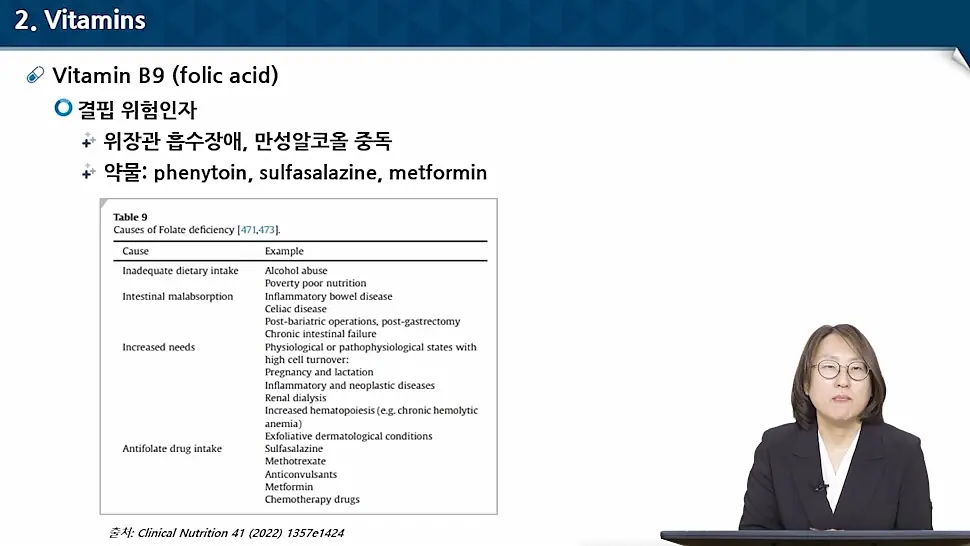 2. Vitamins
Vitamin B9 (folic acid)
결핍 위험인자
위장관 흡수장애, 만성알코올 중독
약물: phenytoin, sulfasalazine, metformin
Table 9
Causes of Folate deficiency [471,473].
Cause Example
Inadequate dietary intake Alcohol abuse
Poverty poor nutrition
Intestinal malabsorption Inflammatory bowel disease
Celiac disease
Post-bariatric operations, post-gastrectomy
Chronic intestinal failure
Increased needs Physiological or pathophysiological states with
high cell turnover:
Pregnancy and lactation
Inflammatory and neoplastic diseases
Renal dialysis
Increased hematopoiesis (e.g. chronic hemolytic
anemia)
Exfoliative dermatological conditions
Antifolate drug intake Sulfasalazine
Methotrexate
Anticonvulsants
Metformin
Chemotherapy drugs
출처: Clinical Nutrition 41 (2022) 1357e1424